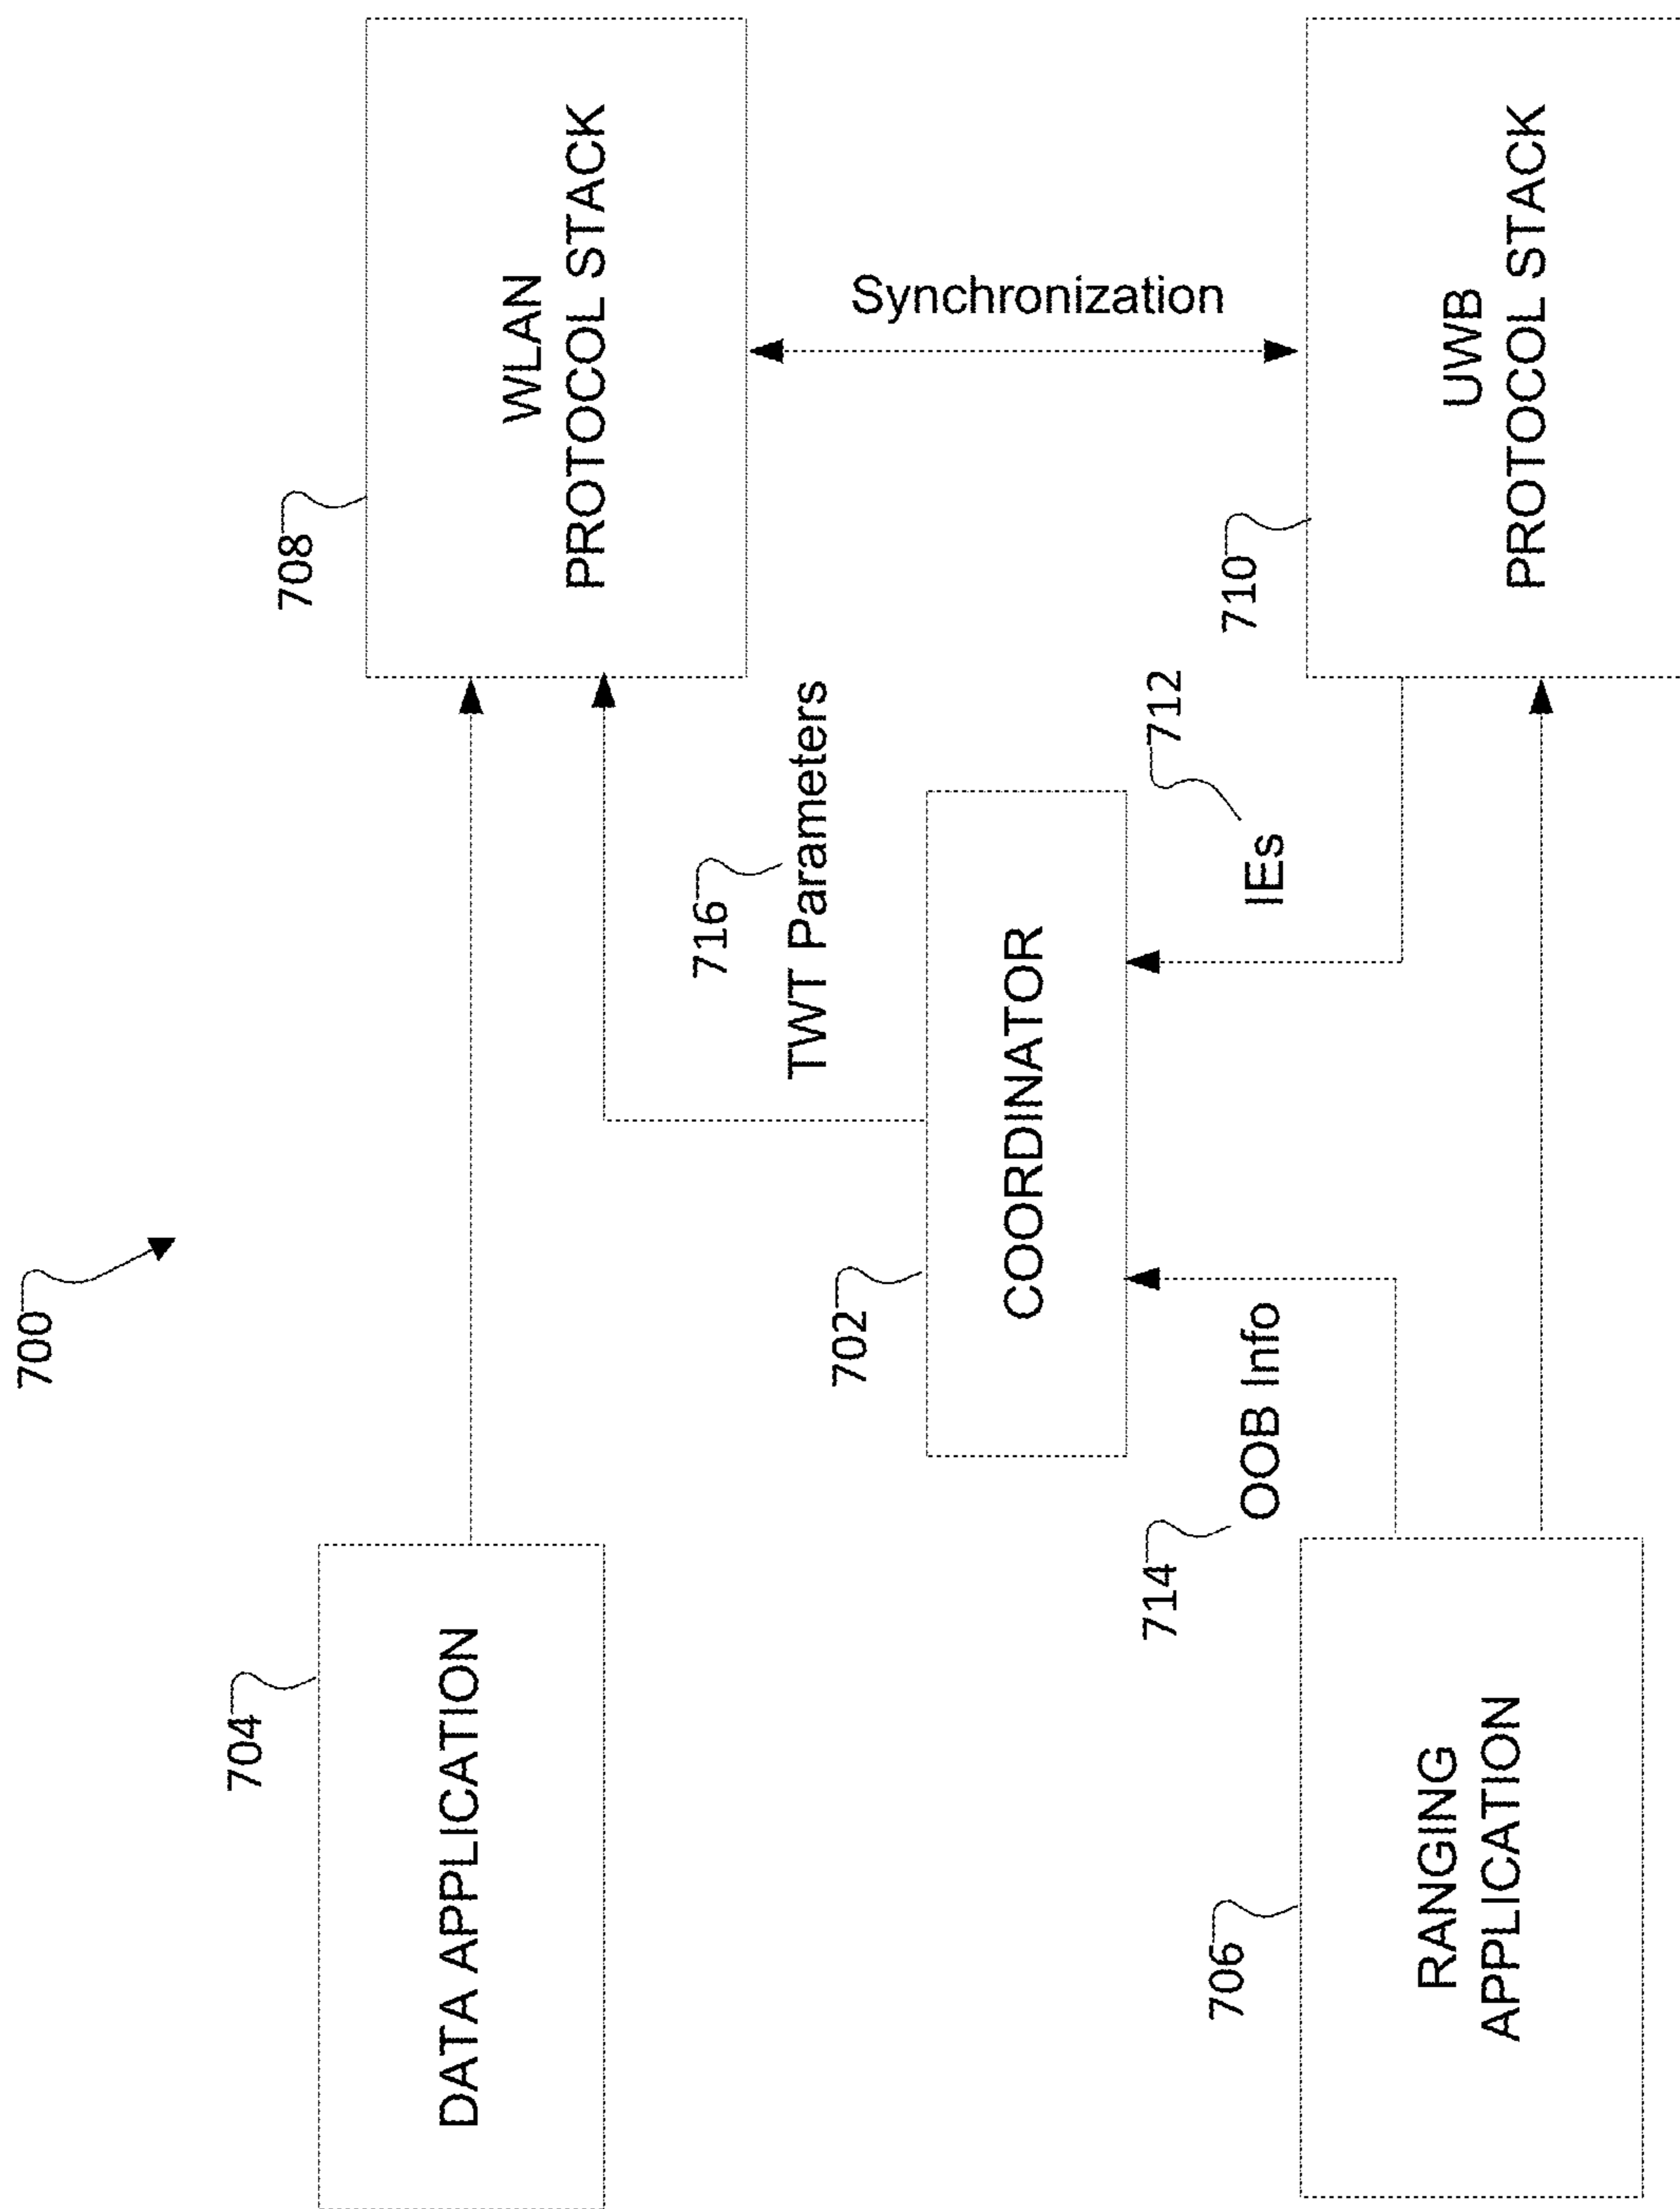 700
704
DATA APPLICATION
708
WLAN
PROTOCOL STACK
716
TWT Parameters
702
COORDINATOR
Synchronization
714
OOB Info
712
IEs
706
RANGING
APPLICATION
710
UWB
PROTOCOL STACK